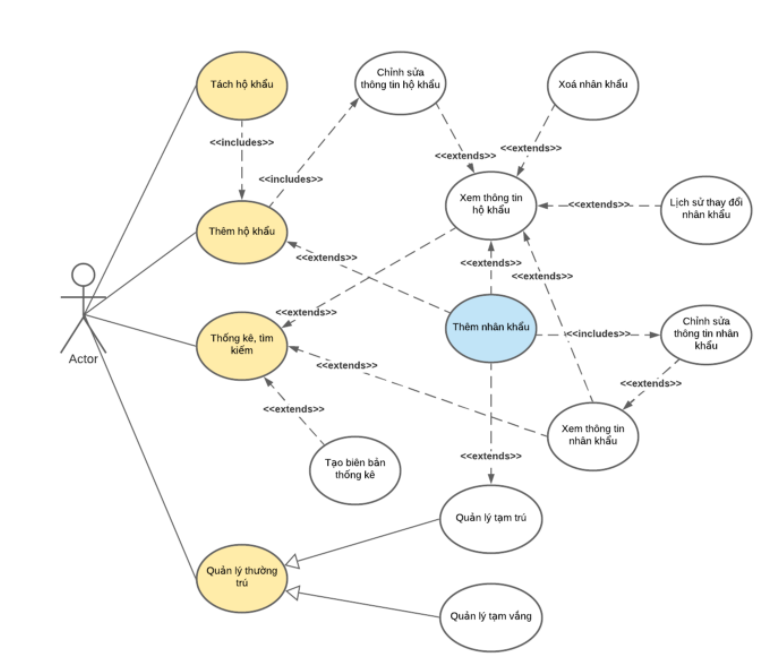 Tách hộ khẩu
Chỉnh sửa
thông tin hộ khẩu
Xoá nhân khẩu
<<includes>>
<<extends>>
<<extends>>
<<includes>>
Xem thông tin
hộ khẩu
<<extends>>
Lịch sử thay đổi
nhân khẩu
Thêm hộ khẩu
<<extends>>
<<extends>>
<<extends>>
<<extends>>
Thêm nhân khẩu
<<includes>>
Chỉnh sửa
thông tin nhân
khẩu
Thống kê, tìm
kiếm
Actor
<<extends>>
<<extends>>
<<extends>>
Xem thông tin
nhân khẩu
Tạo biên bản
thống kê
<<extends>>
Quản lý tạm trú
Quản lý thường
trú
Quản lý tạm vắng